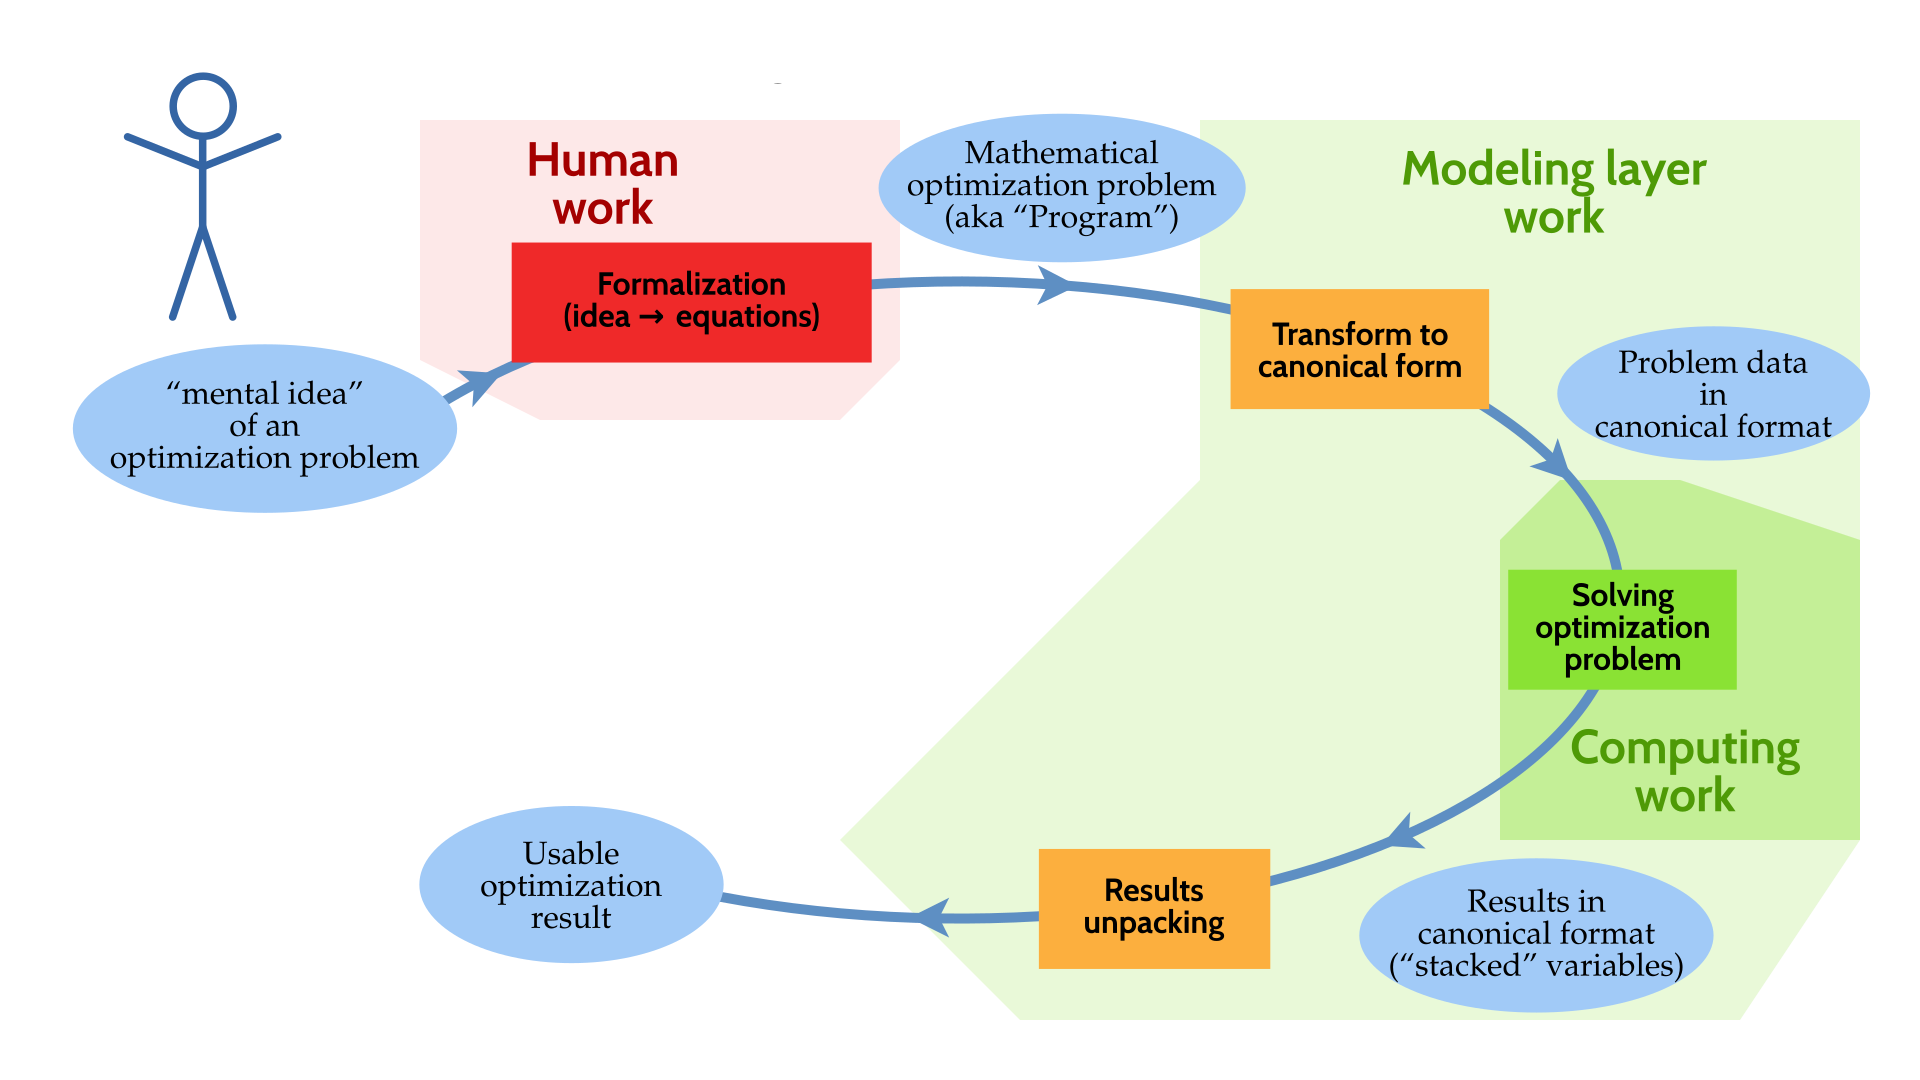 Human
work
Mathematical
optimization problem
(aka “Program”)
Modeling layer
work
Formalization
(idea → equations)
Transform to
canonical form
“mental idea”
of an
optimization problem
Problem data
in
canonical format
Solving
optimization
problem
Computing
work
Usable
optimization
result
Results
unpacking
Results in
canonical format
(“stacked” variables)